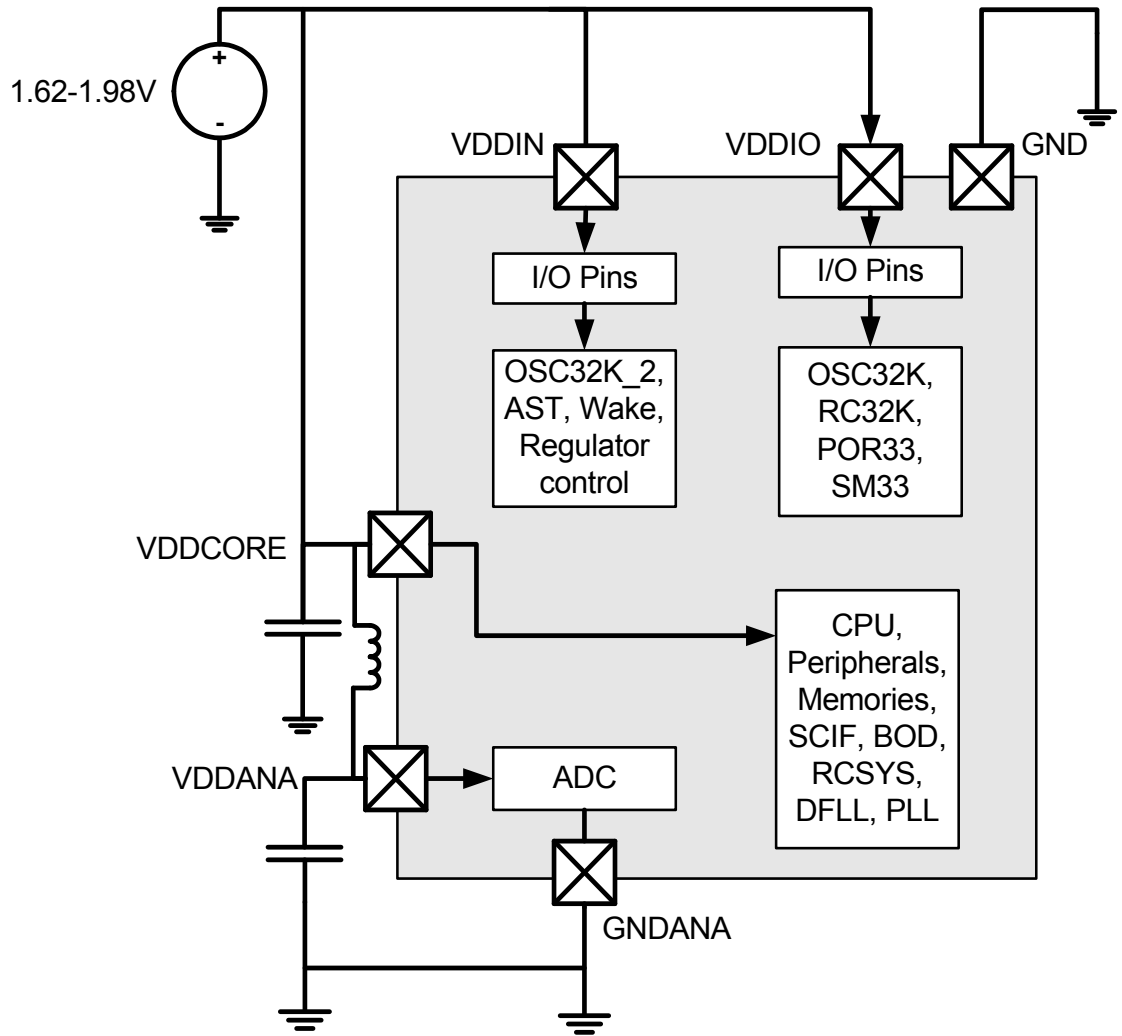 +
1.62-1.98V
-
VDDIN
VDDIO
GND
I/O Pins
I/O Pins
OSC32K_2,
AST, Wake,
Regulator
control
OSC32K,
RC32K,
POR33,
SM33
VDDCORE
CPU,
Peripherals,
Memories,
SCIF, BOD,
RCSYS,
DFLL, PLL
VDDANA
ADC
GNDANA